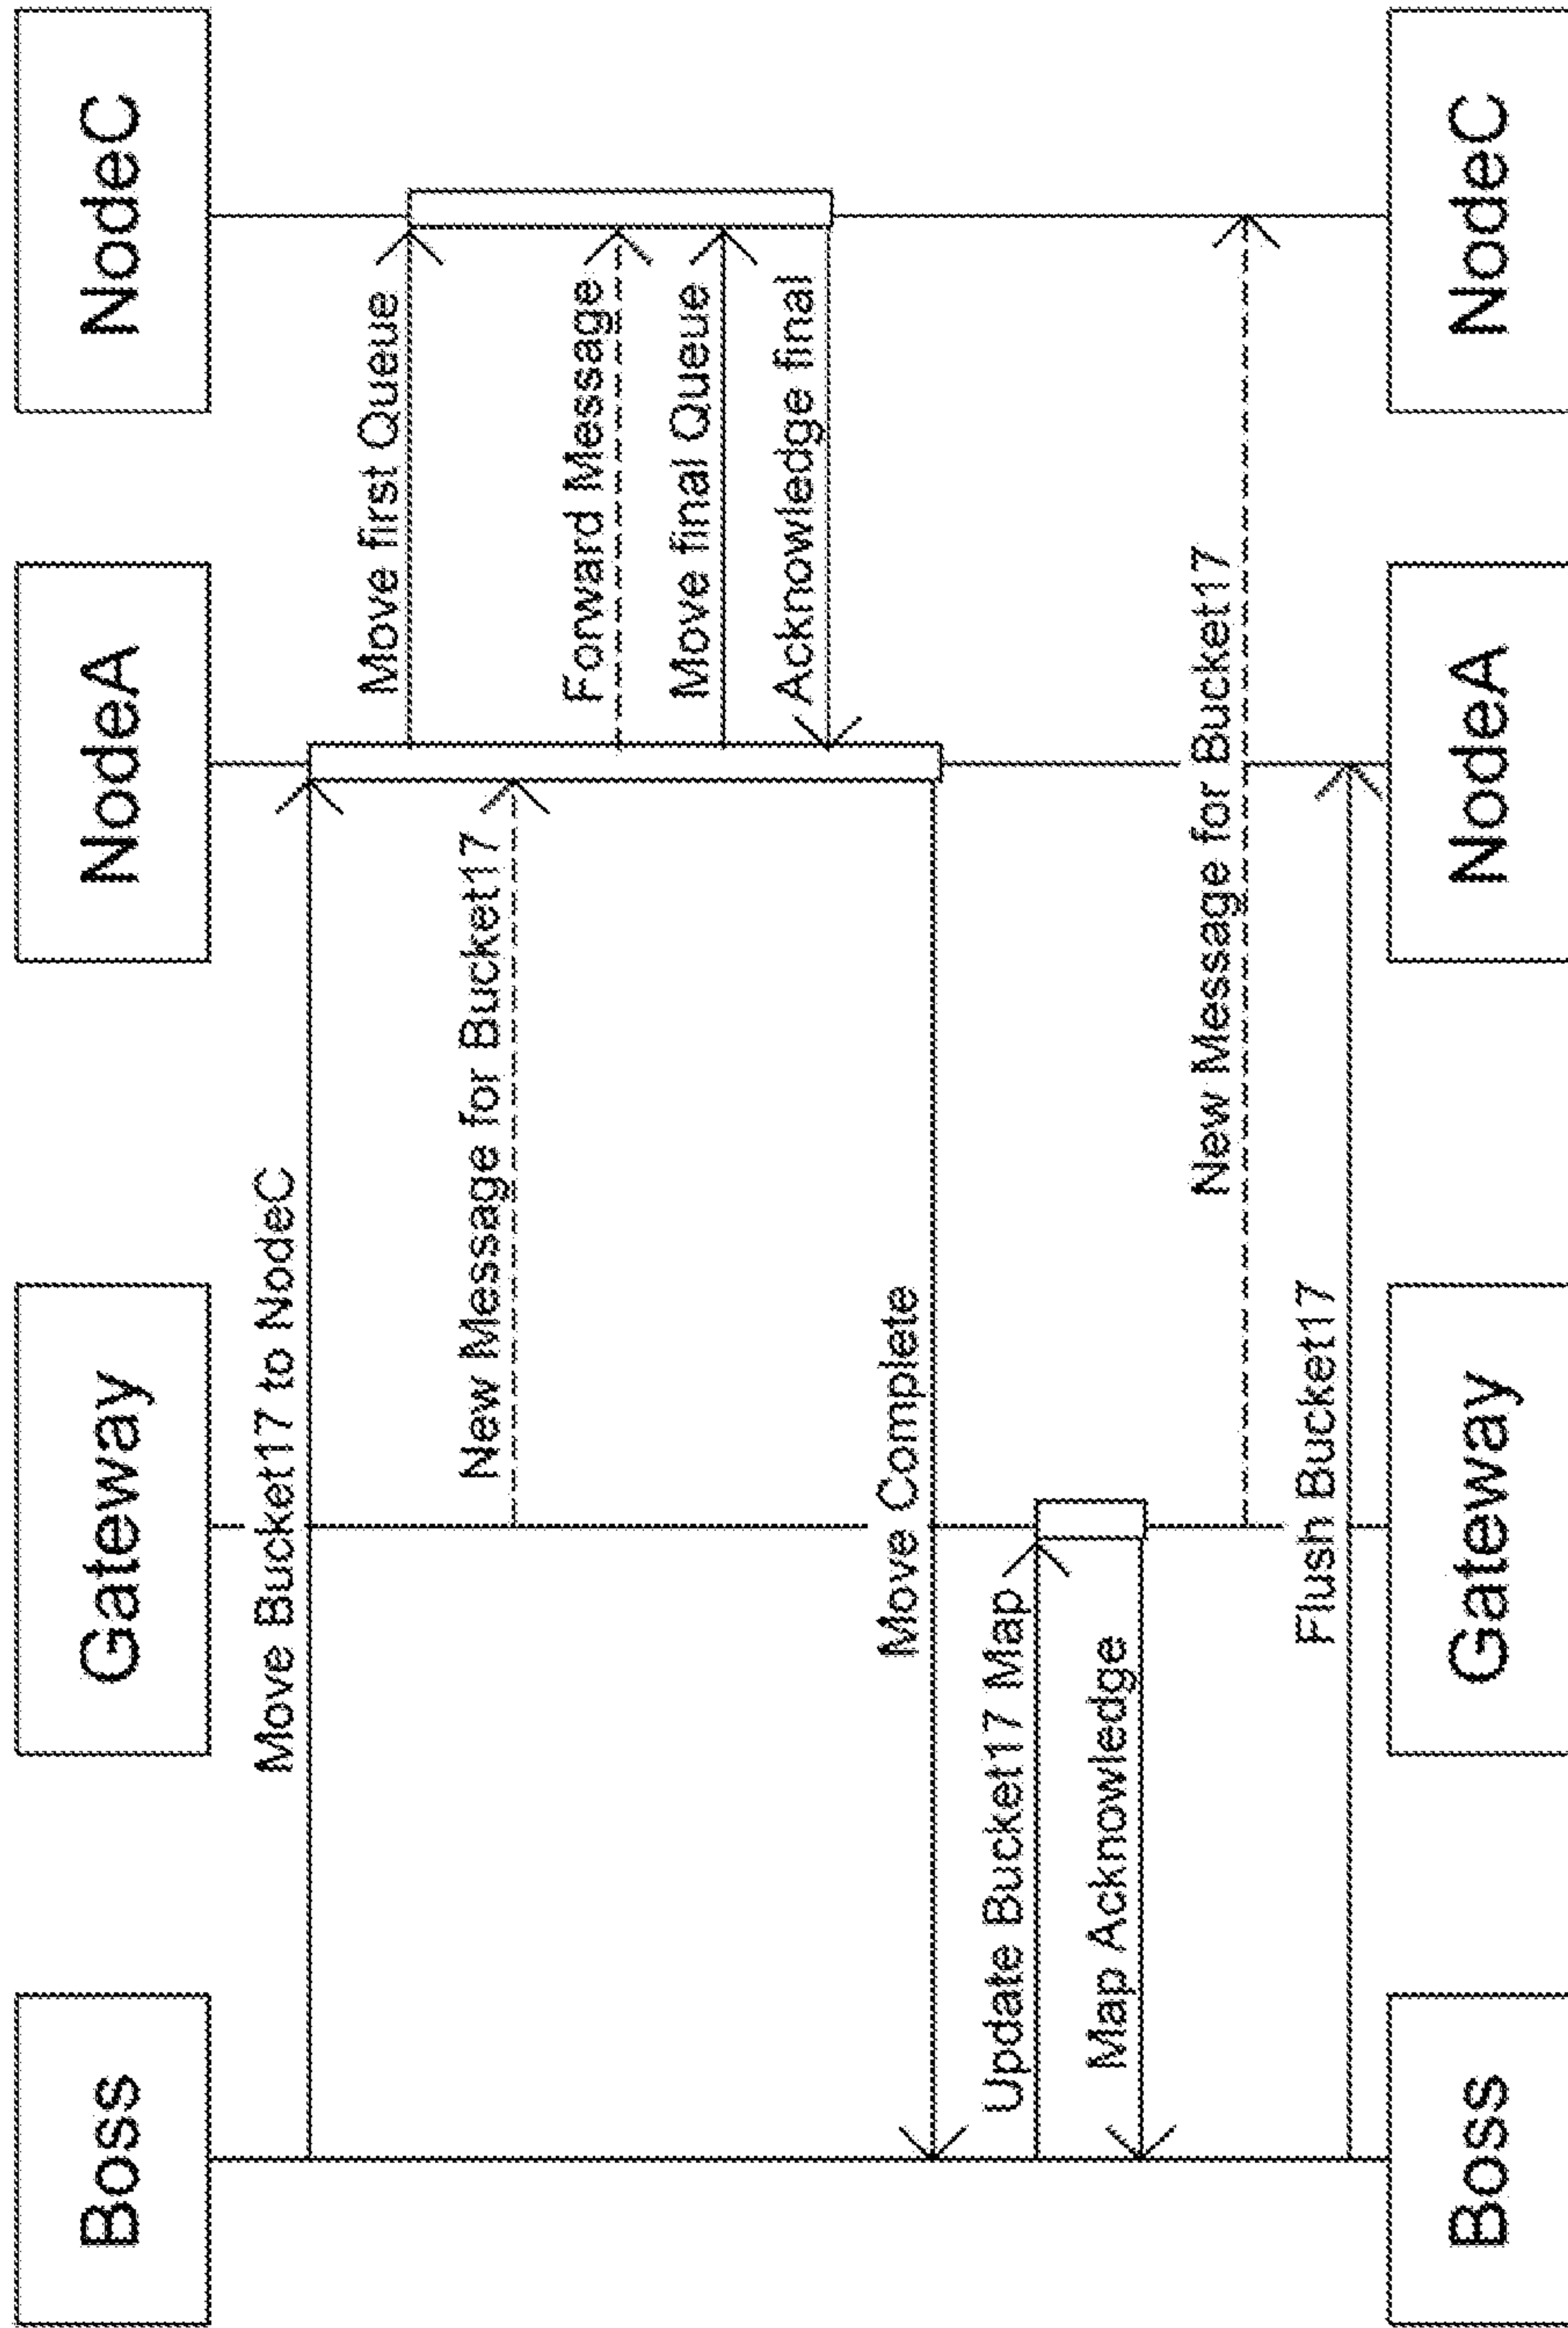 Boss
Gateway
NodeA
NodeC
Move Bucket17 to NodeC
Move first Queue
New Message for Bucket17
Forward Message
Move final Queue
Acknowledge final
Move Complete
Update Bucket17 Map
Map Acknowledge
New Message for Bucket17
Flush Bucket17
Boss
Gateway
NodeA
NodeC